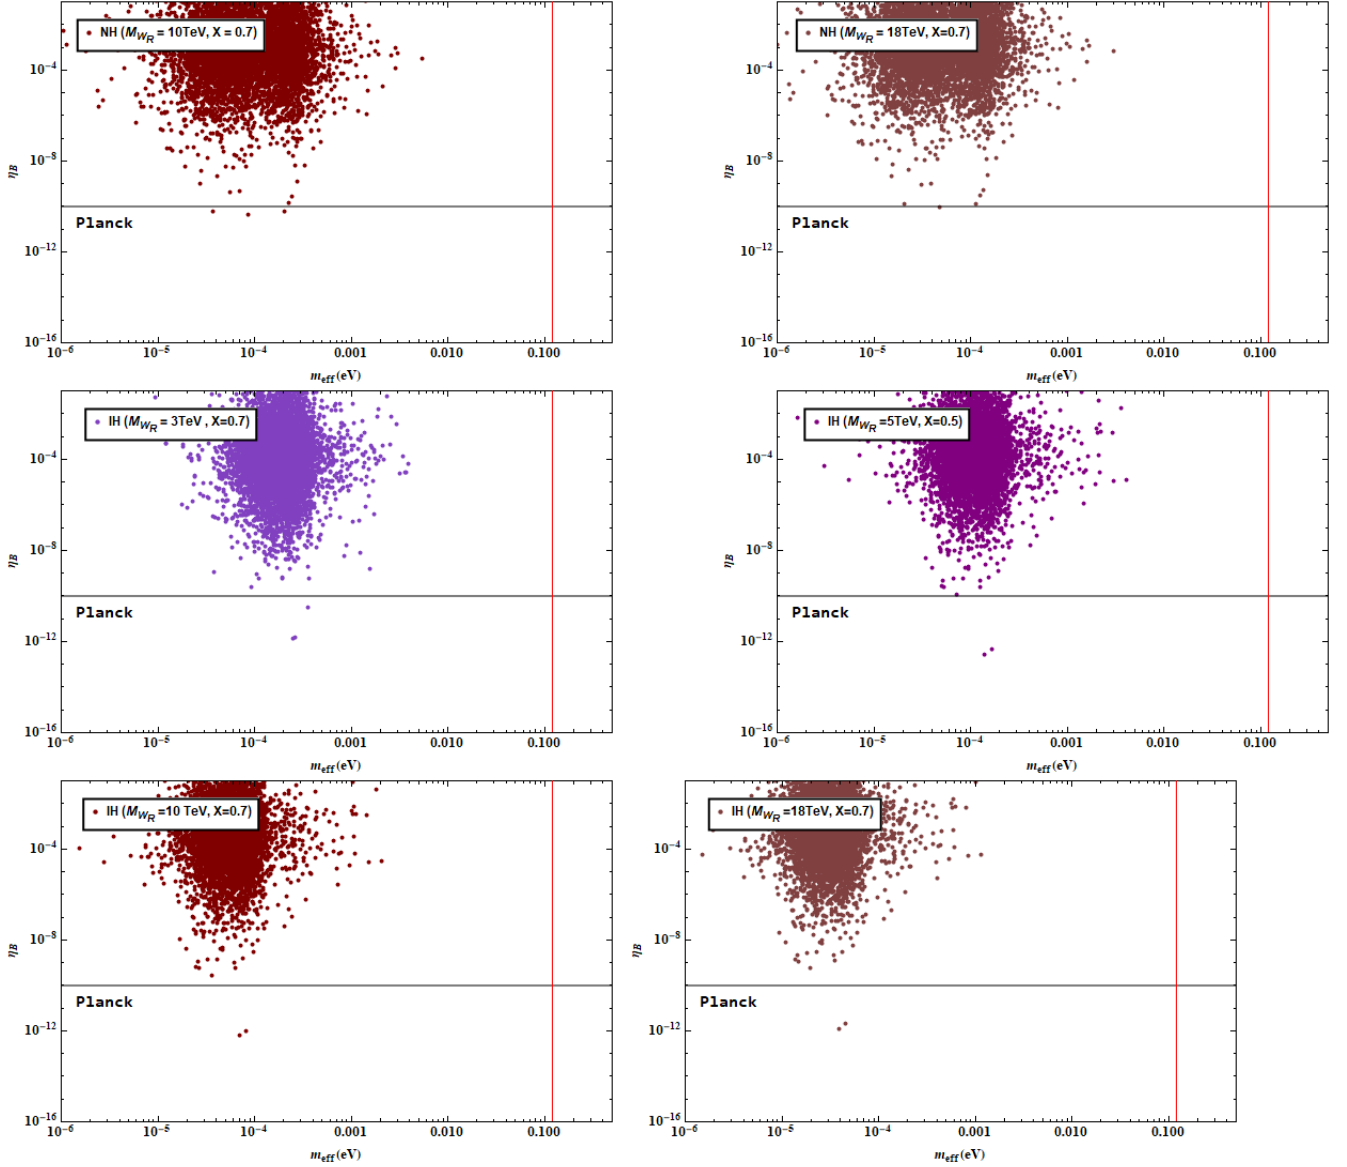 NH (M_{W_R} = 10TeV, X = 0.7)
10^{-4}
10^{-8}
η_B
Planck
10^{-12}
10^{-16}
10^{-6} 10^{-5} 10^{-4} 0.001 0.010 0.100
m_eff (eV)
NH (M_{W_R} = 18TeV, X=0.7)
10^{-4}
10^{-8}
η_B
Planck
10^{-12}
10^{-16}
10^{-6} 10^{-5} 10^{-4} 0.001 0.010 0.100
m_eff (eV)
IH (M_{W_R} = 3TeV , X=0.7)
10^{-4}
10^{-8}
η_B
Planck
10^{-12}
10^{-16}
10^{-6} 10^{-5} 10^{-4} 0.001 0.010 0.100
m_eff (eV)
IH (M_{W_R} =5TeV, X=0.5)
10^{-4}
10^{-8}
η_B
Planck
10^{-12}
10^{-16}
10^{-6} 10^{-5} 10^{-4} 0.001 0.010 0.100
m_eff (eV)
IH (M_{W_R} =10 TeV, X=0.7)
10^{-4}
10^{-8}
η_B
Planck
10^{-12}
10^{-16}
10^{-6} 10^{-5} 10^{-4} 0.001 0.010 0.100
m_eff (eV)
IH (M_{W_R} =18TeV, X=0.7)
10^{-4}
10^{-8}
η_B
Planck
10^{-12}
10^{-16}
10^{-6} 10^{-5} 10^{-4} 0.001 0.010 0.100
m_eff (eV)